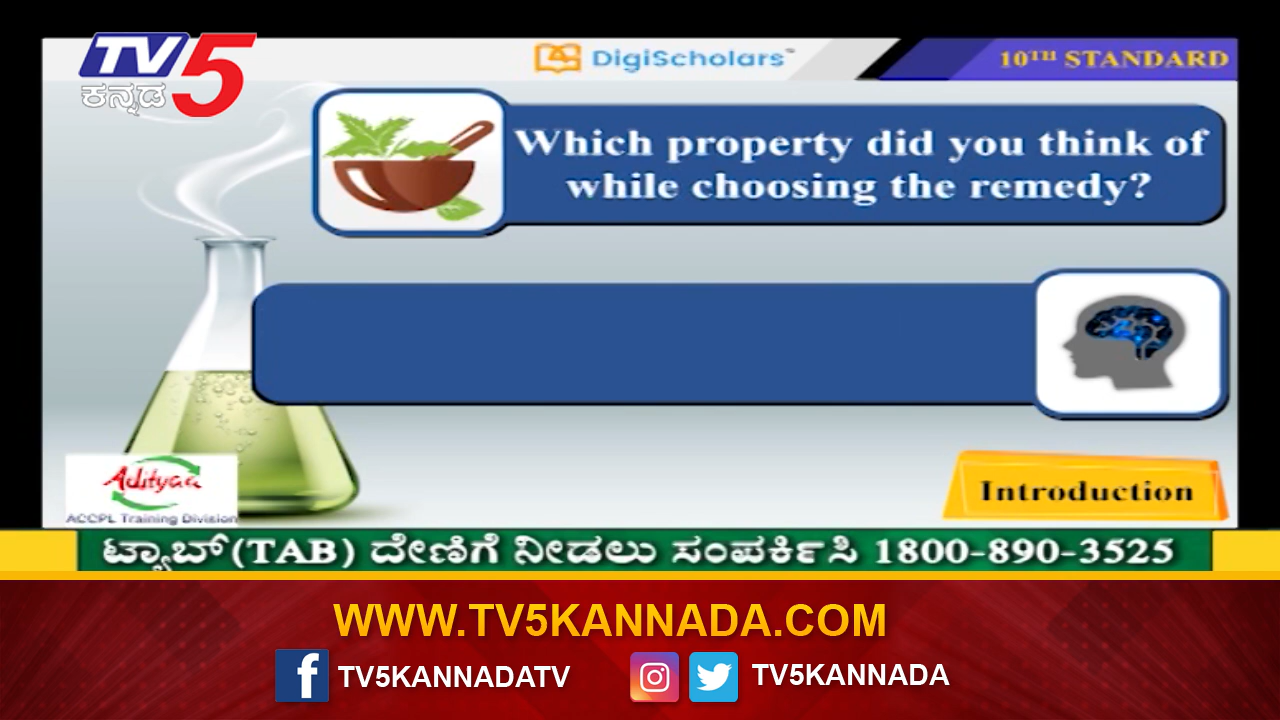 TV5
ಕನ್ನಡ
DigiScholars™
10TH STANDARD
Which property did you think of
while choosing the remedy?
Adityaa
ACCPL Training Division
Introduction
ಟ್ಯಾಬ್(TAB) ದೇಣಿಗೆ ನೀಡಲು ಸಂಪರ್ಕಿಸಿ 1800-890-3525
WWW.TV5KANNADA.COM
TV5KANNADATV
TV5KANNADA